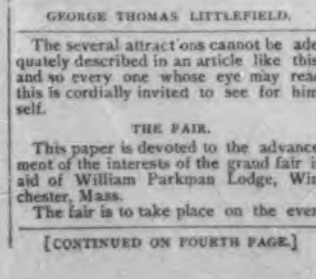 GEORGE THOMAS LITTLEFIELD.
The several attractions cannot be ade
quately described in an article like this
and so every one whose eye may read
this is cordially invited to see for him
self.
THE FAIR.
This paper is devoted to the advance
ment of the interests of the grand fair i
aid of William Parkman Lodge, Win
chester, Mass.
The fair is to take place on the even
[CONTINUED ON FOURTH PAGE.]